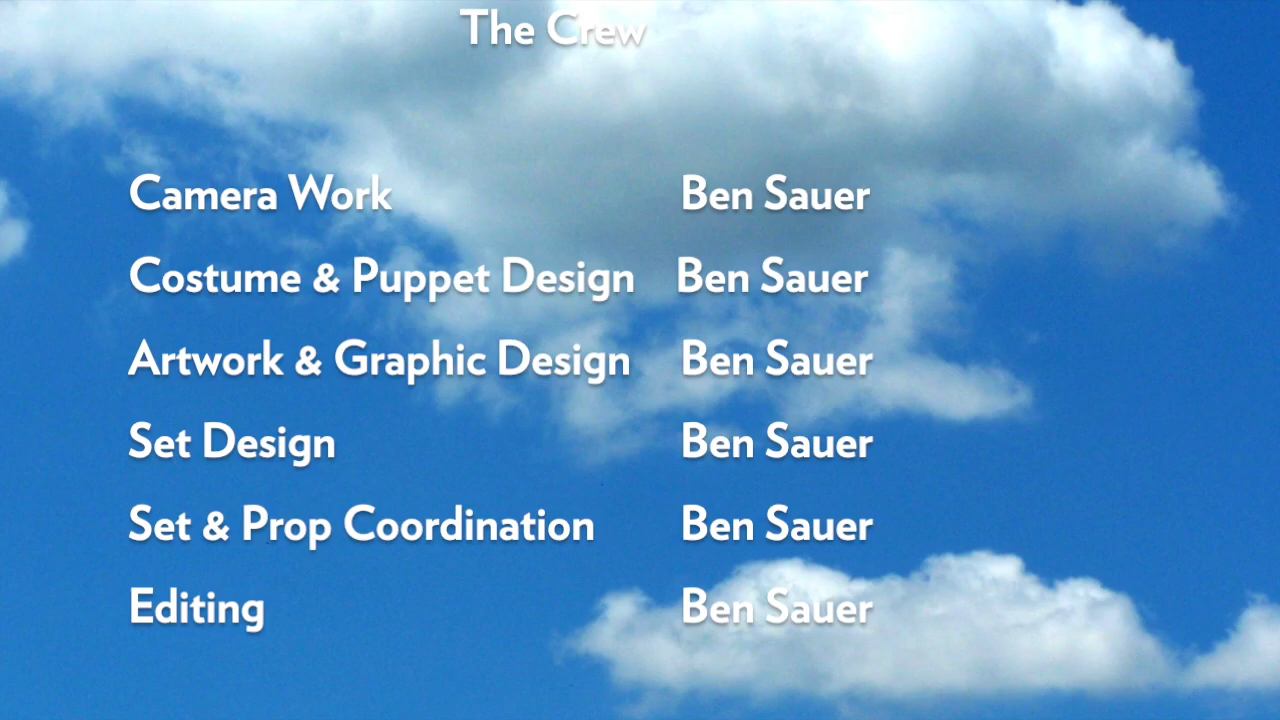 The Crew
Camera Work Ben Sauer
Costume & Puppet Design Ben Sauer
Artwork & Graphic Design Ben Sauer
Set Design Ben Sauer
Set & Prop Coordination Ben Sauer
Editing Ben Sauer